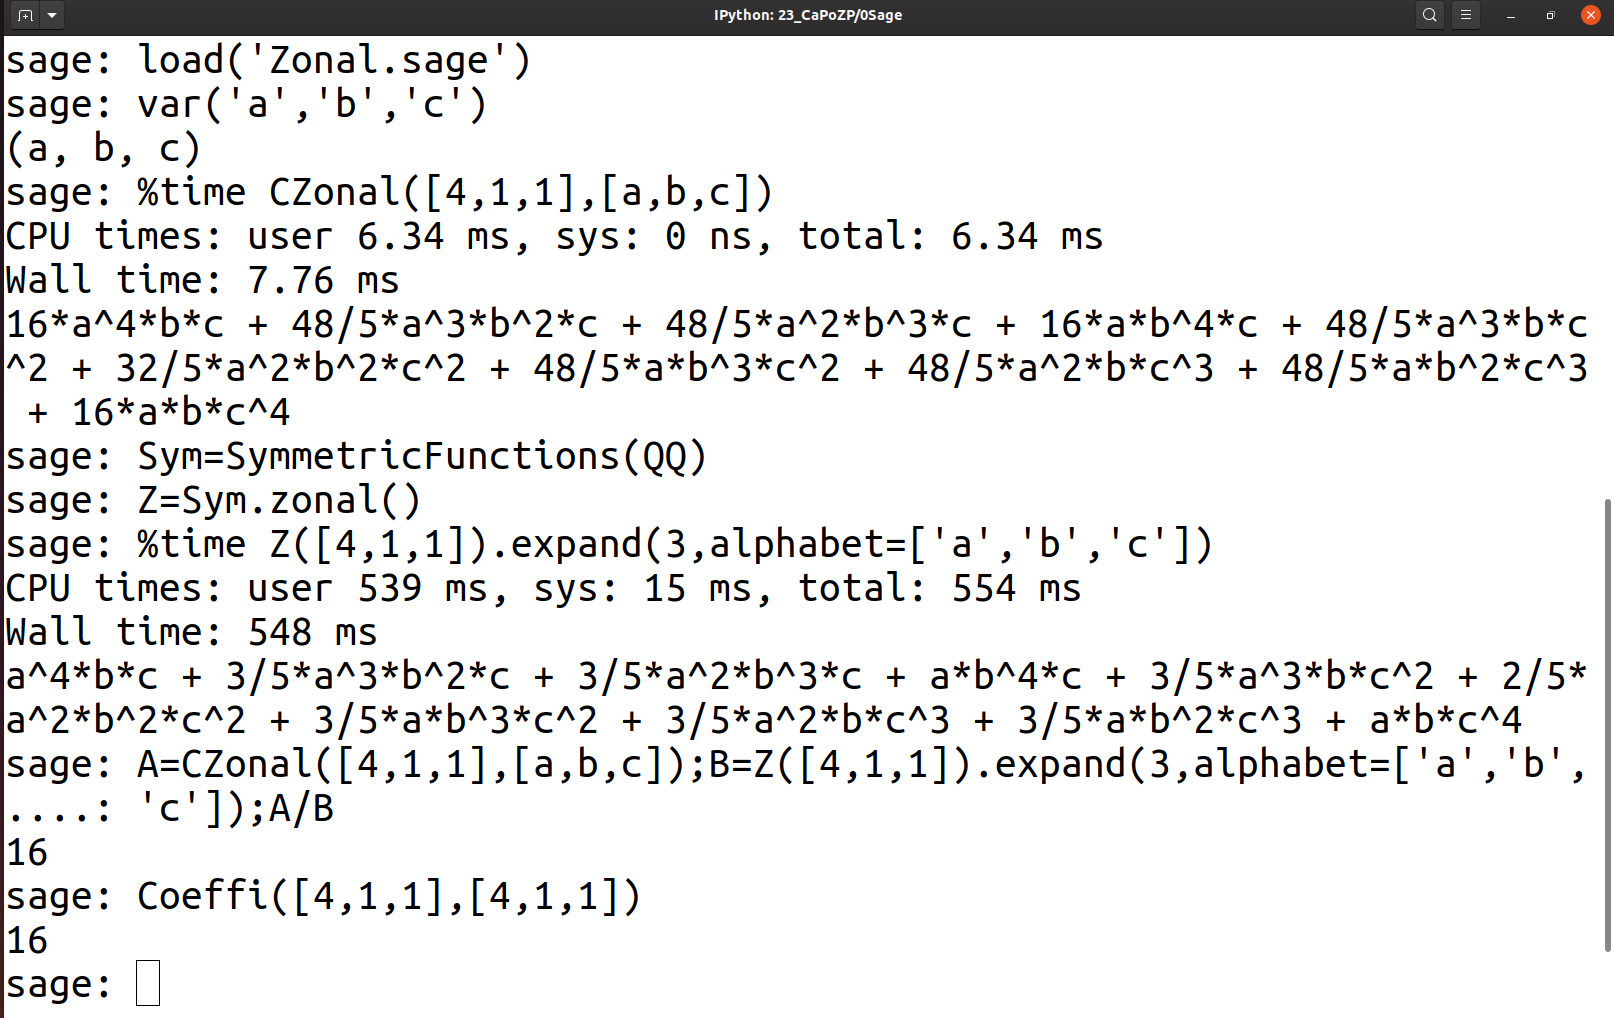 IPython: 23_CaPoZP/0Sage
sage: load('Zonal.sage')
sage: var('a','b','c')
(a, b, c)
sage: %time CZonal([4,1,1],[a,b,c])
CPU times: user 6.34 ms, sys: 0 ns, total: 6.34 ms
Wall time: 7.76 ms
16*a^4*b*c + 48/5*a^3*b^2*c + 48/5*a^2*b^3*c + 16*a*b^4*c + 48/5*a^3*b*c
^2 + 32/5*a^2*b^2*c^2 + 48/5*a*b^3*c^2 + 48/5*a^2*b*c^3 + 48/5*a*b^2*c^3
 + 16*a*b*c^4
sage: Sym=SymmetricFunctions(QQ)
sage: Z=Sym.zonal()
sage: %time Z([4,1,1]).expand(3,alphabet=['a','b','c'])
CPU times: user 539 ms, sys: 15 ms, total: 554 ms
Wall time: 548 ms
a^4*b*c + 3/5*a^3*b^2*c + 3/5*a^2*b^3*c + a*b^4*c + 3/5*a^3*b*c^2 + 2/5*
a^2*b^2*c^2 + 3/5*a*b^3*c^2 + 3/5*a^2*b*c^3 + 3/5*a*b^2*c^3 + a*b*c^4
sage: A=CZonal([4,1,1],[a,b,c]);B=Z([4,1,1]).expand(3,alphabet=['a','b',
....: 'c']);A/B
16
sage: Coeffi([4,1,1],[4,1,1])
16
sage: